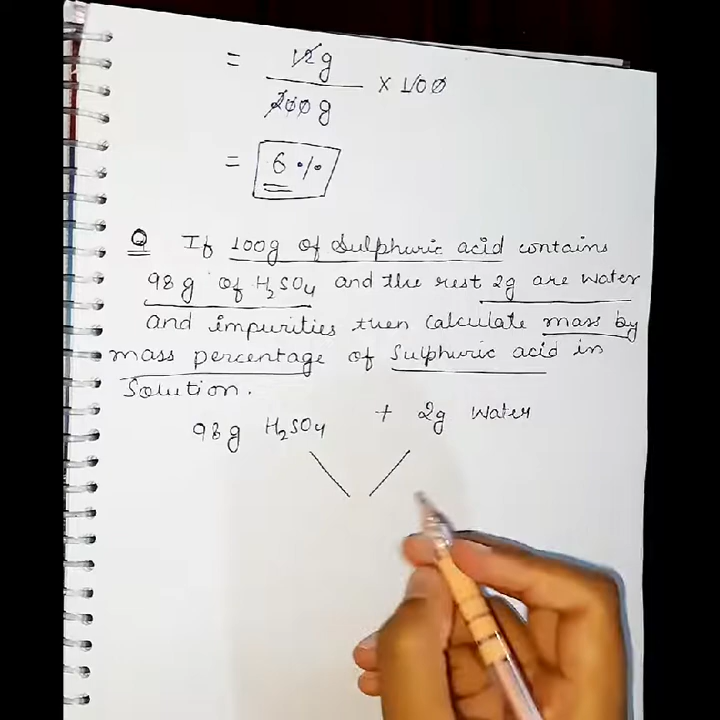 = 12g × 100
200g
= 6 %
Q If 100g of Sulphuric acid contains
98g of H₂SO₄ and the rest 2g are water
and impurities then calculate mass by
mass percentage of Sulphuric acid in
Solution.
98g H₂SO₄ + 2g Water